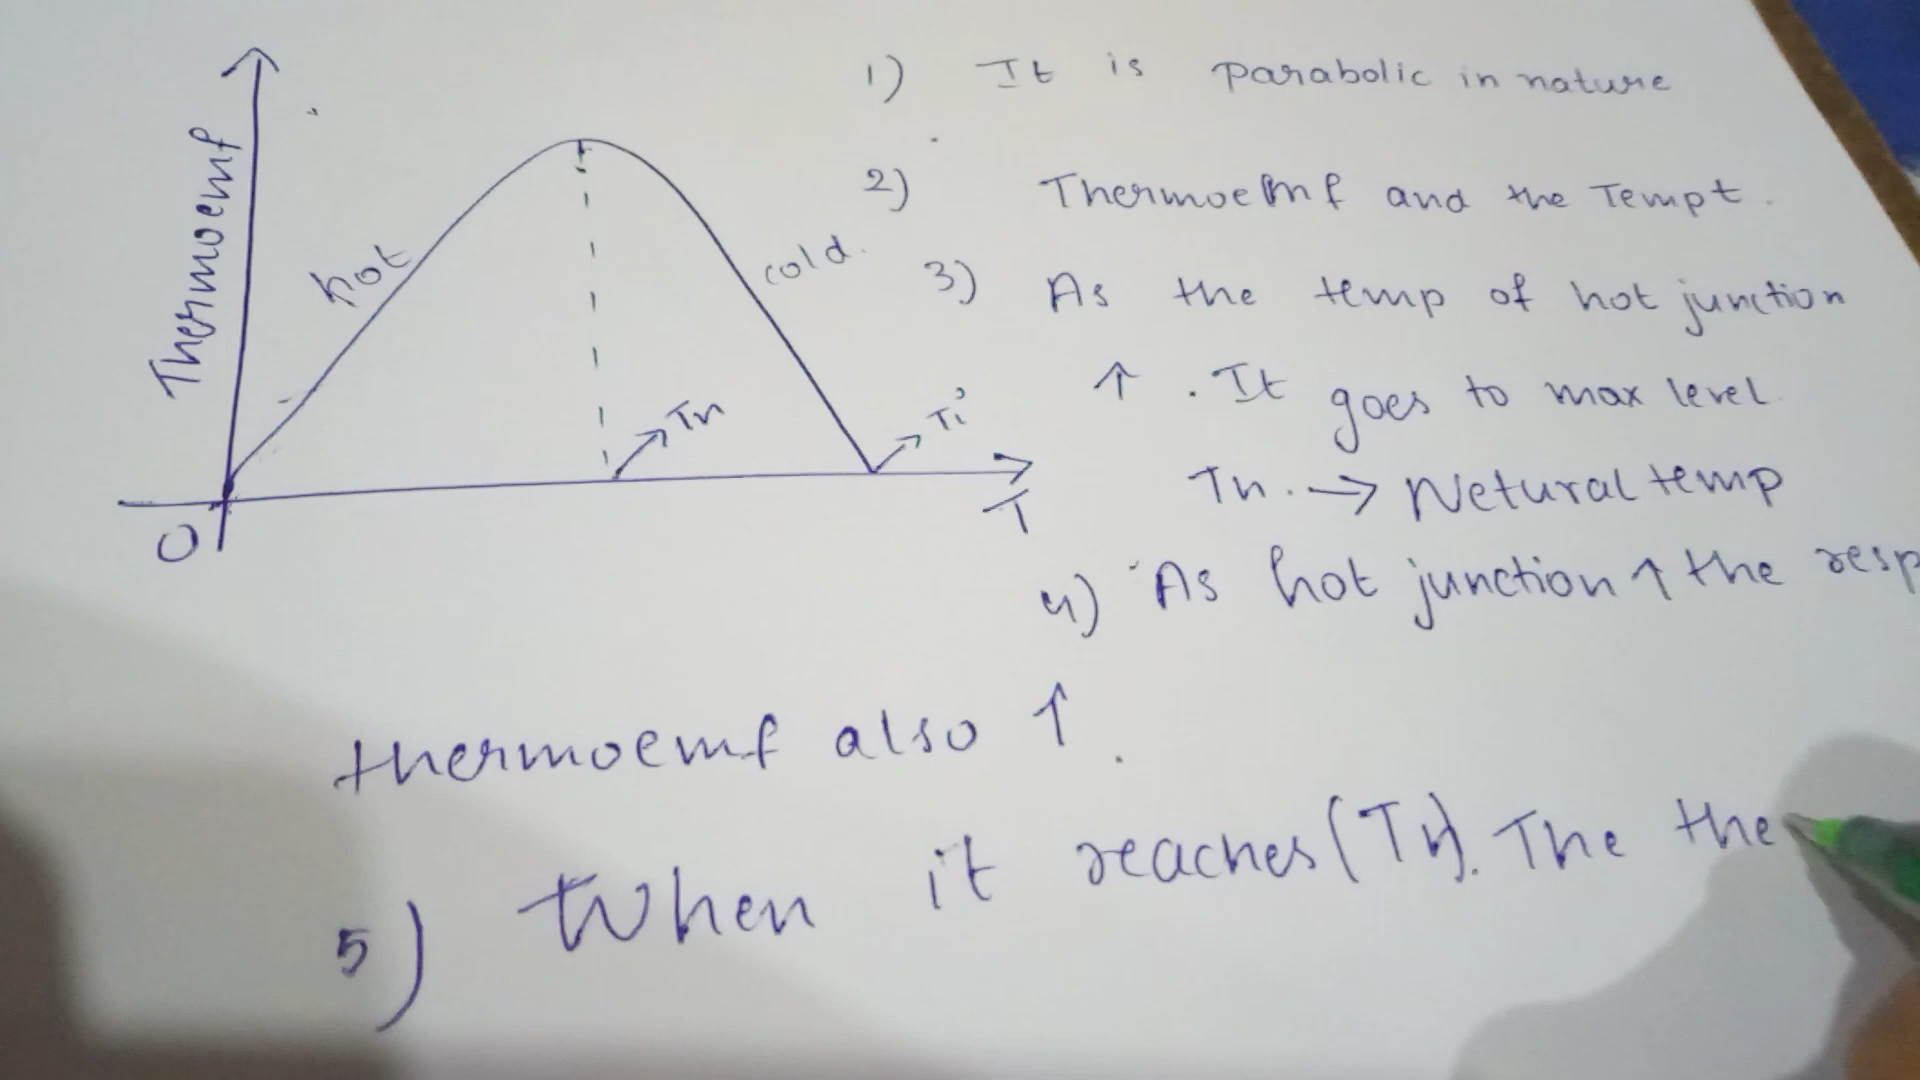 Thermoemf
hot
cold.
Tn
Ti
T
O
1) It is parabolic in nature
2) Thermoemf and the Tempt.
3) As the temp of hot junction
↑. It goes to max level.
Tn. → Netural temp
4) As hot junction ↑ the resp
thermoemf also ↑.
5) When it reaches (Tn). The the